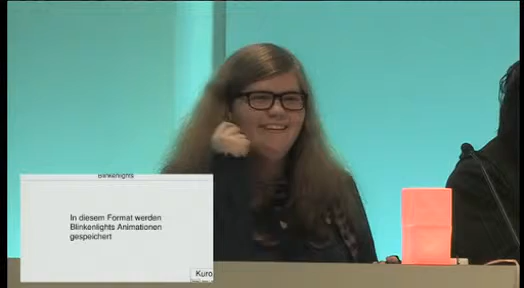 Blinkenlights
In diesem Format werden
Blinkenlights Animationen
gespeichert
Kuro